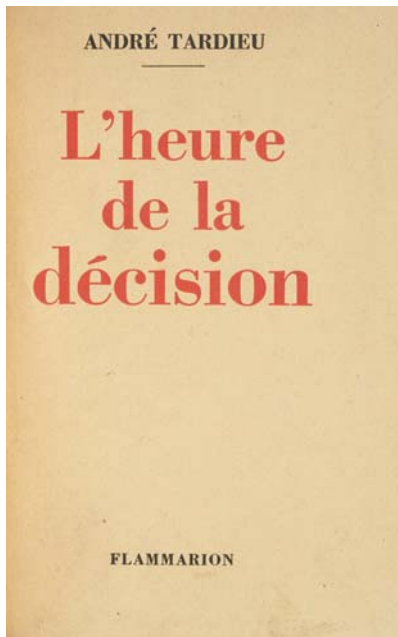 ANDRÉ TARDIEU
L'heure
de la
décision
FLAMMARION